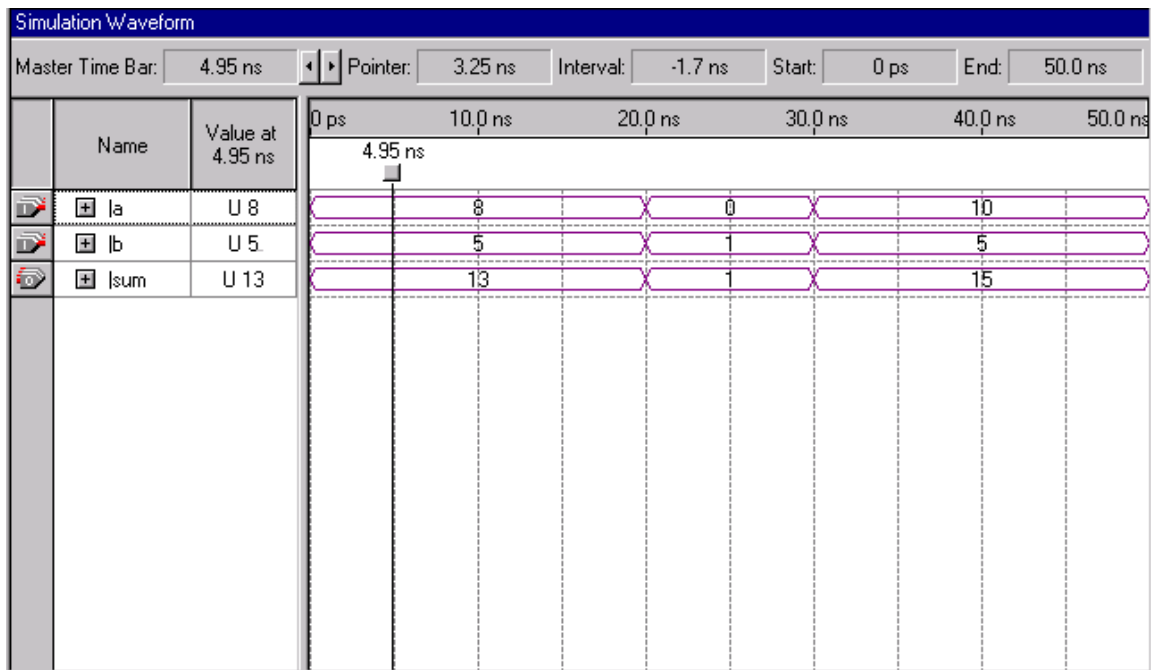 Simulation Waveform
Master Time Bar: 4.95 ns Pointer: 3.25 ns Interval: -1.7 ns Start: 0 ps End: 50.0 ns
Name Value at 4.95 ns 0 ps 10.0 ns 20.0 ns 30.0 ns 40.0 ns 50.0 ns
4.95 ns
|a U 8 8 0 10
|b U 5 5 1 5
|sum U 13 13 1 15